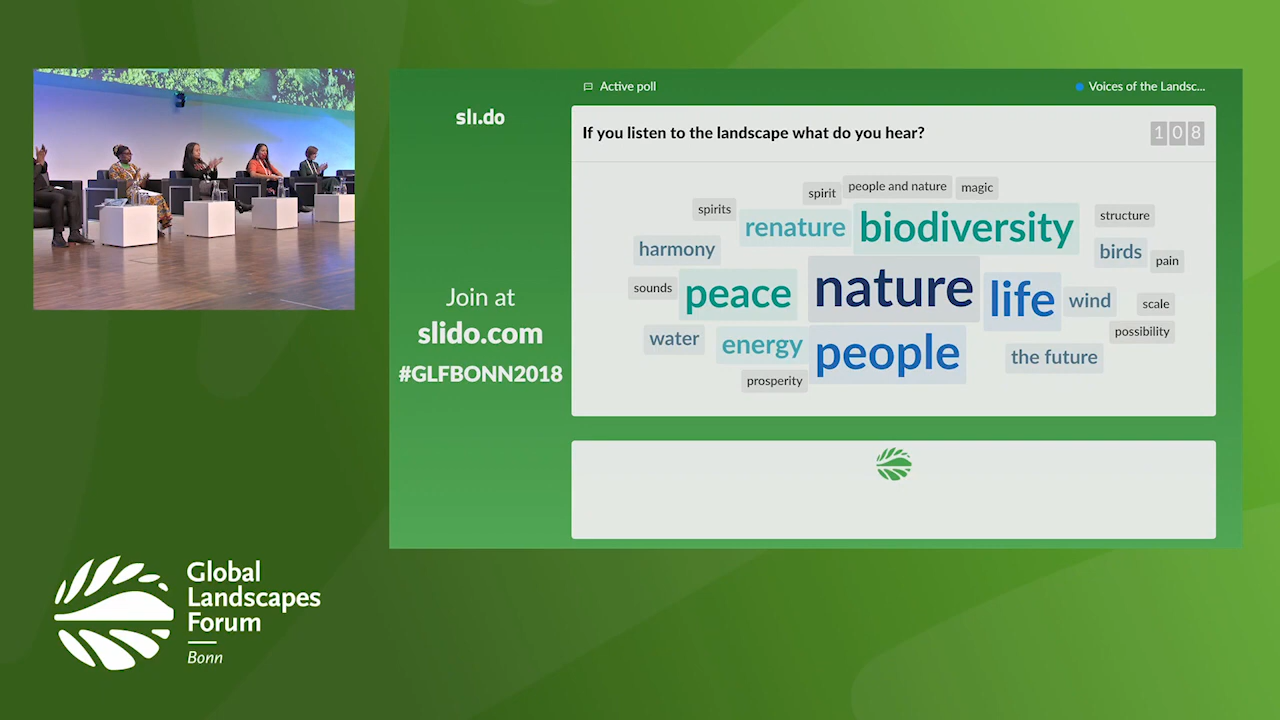 Active poll
Voices of the Landsc...
sli.do
If you listen to the landscape what do you hear?
108
spirit
people and nature
magic
spirits
renature
biodiversity
structure
harmony
birds
pain
sounds
peace
nature
life
wind
scale
possibility
water
energy
people
the future
prosperity
Join at
slido.com
#GLFBONN2018
Global
Landscapes
Forum
Bonn